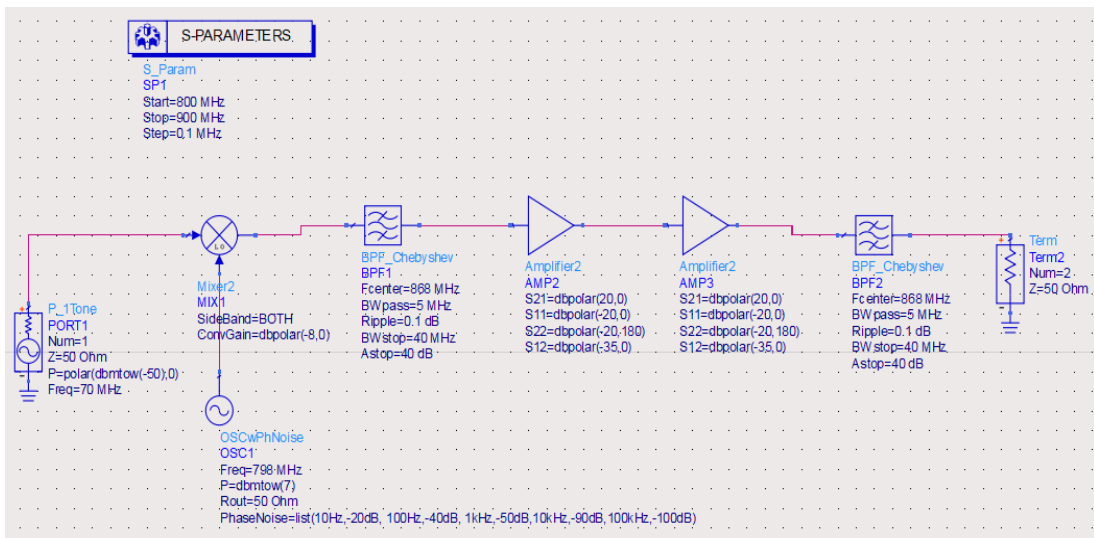 S-PARAMETERS
S_Param
SP1
Start=800 MHz
Stop=900 MHz
Step=0.1 MHz
P_1Tone
PORT1
Num=1
Z=50 Ohm
P=polar(dbmtow(-50),0)
Freq=70 MHz
LO
Mixer2
MIX1
SideBand=BOTH
ConvGain=dbpolar(-8,0)
OSCwPhNoise
OSC1
Freq=798 MHz
P=dbmtow(7)
Rout=50 Ohm
PhaseNoise=list(10Hz,-20dB, 100Hz,-40dB, 1kHz,-50dB,10kHz,-90dB,100kHz,-100dB)
BPF_Chebyshev
BPF1
Fcenter=868 MHz
BWpass=5 MHz
Ripple=0.1 dB
BWstop=40 MHz
Astop=40 dB
Amplifier2
AMP2
S21=dbpolar(20,0)
S11=dbpolar(-20,0)
S22=dbpolar(-20,180)
S12=dbpolar(-35,0)
Amplifier2
AMP3
S21=dbpolar(20,0)
S11=dbpolar(-20,0)
S22=dbpolar(-20,180)
S12=dbpolar(-35,0)
BPF_Chebyshev
BPF2
Fcenter=868 MHz
BWpass=5 MHz
Ripple=0.1 dB
BWstop=40 MHz
Astop=40 dB
Term
Term2
Num=2
Z=50 Ohm